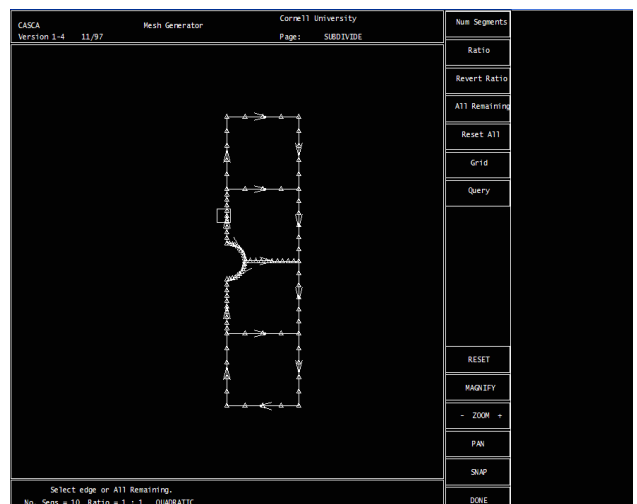 CASCA Mesh Generator Cornell University
Version 1-4 11/97 Page: SUBDIVIDE
Num Segments
Ratio
Revert Ratio
All Remaining
Reset All
Grid
Query
RESET
MAGNIFY
- ZOOM +
PAN
SNAP
DONE
Select edge or All Remaining.
No. Segs = 10 Ratio = 1 : 1 QUADRATIC